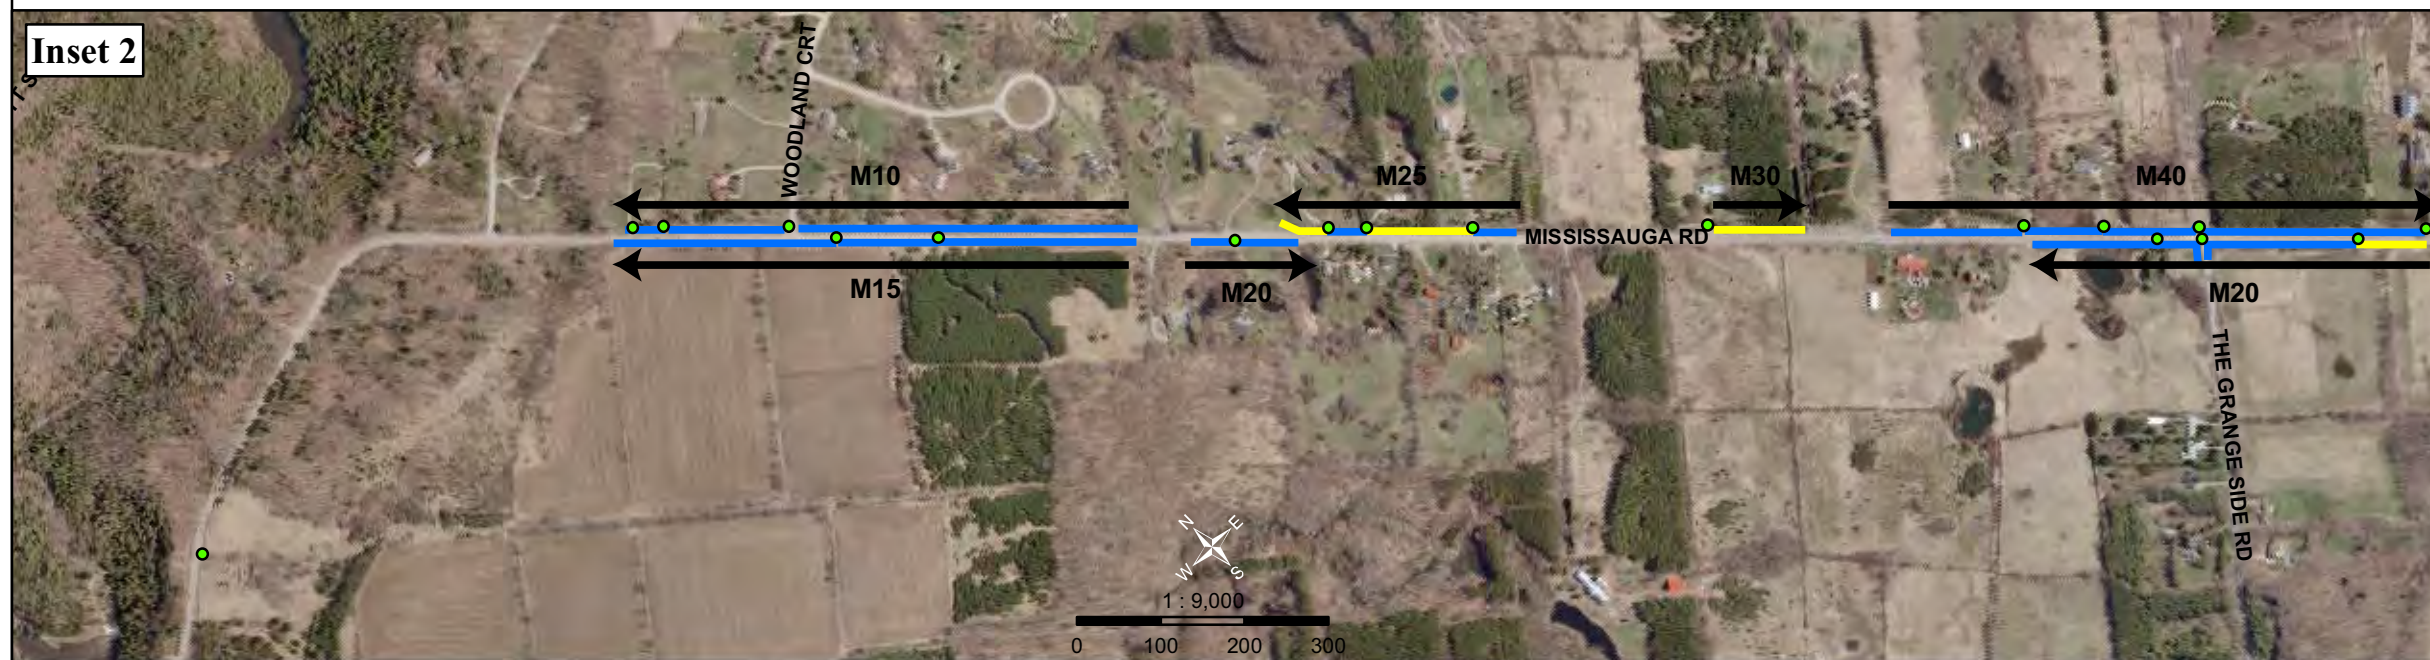 Inset 2
WOODLAND CRT
M10
M25
M30
M40
MISSISSAUGA RD
M15
M20
M20
THE GRANGE SIDE RD
N
E
W
S
1 : 9,000
0 100 200 300